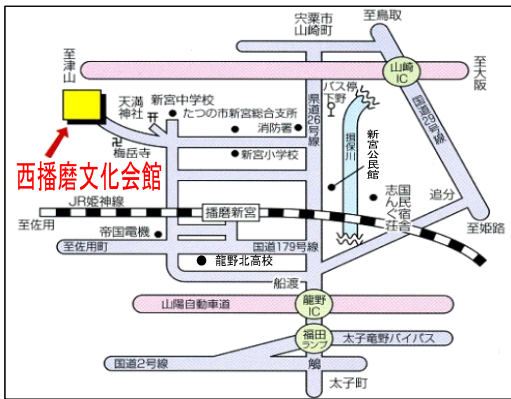 宍粟市
山崎町
至鳥取
至津山
至大阪
山崎
IC
バス停
下野
天満
神社
新宮中学校
たつの市新宮総合支所
消防署
県道26号線
国道29号線
揖保川
新宮公民館
梅岳寺
新宮小学校
西播磨文化会館
国民宿舎
志んぐ荘
追分
JR姫神線
播磨新宮
至佐用
至姫路
帝国電機
至佐用町
国道179号線
龍野北高校
船渡
山陽自動車道
龍野
IC
福田
ランプ
太子竜野バイパス
国道2号線
鵤
太子町